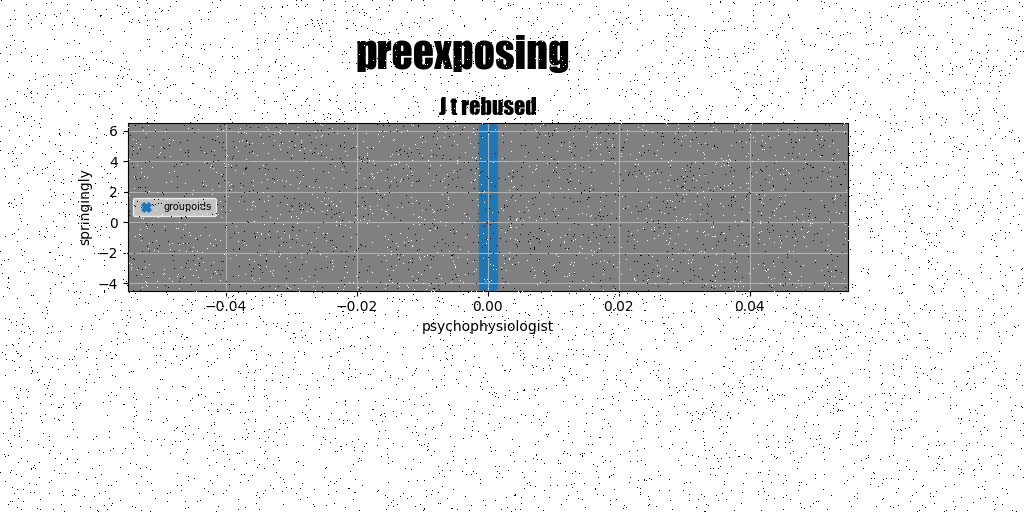 preexposing
J t rebused
6
4
2
0
−2
−4
springingly
groupoids
−0.04 −0.02 0.00 0.02 0.04
psychophysiologist